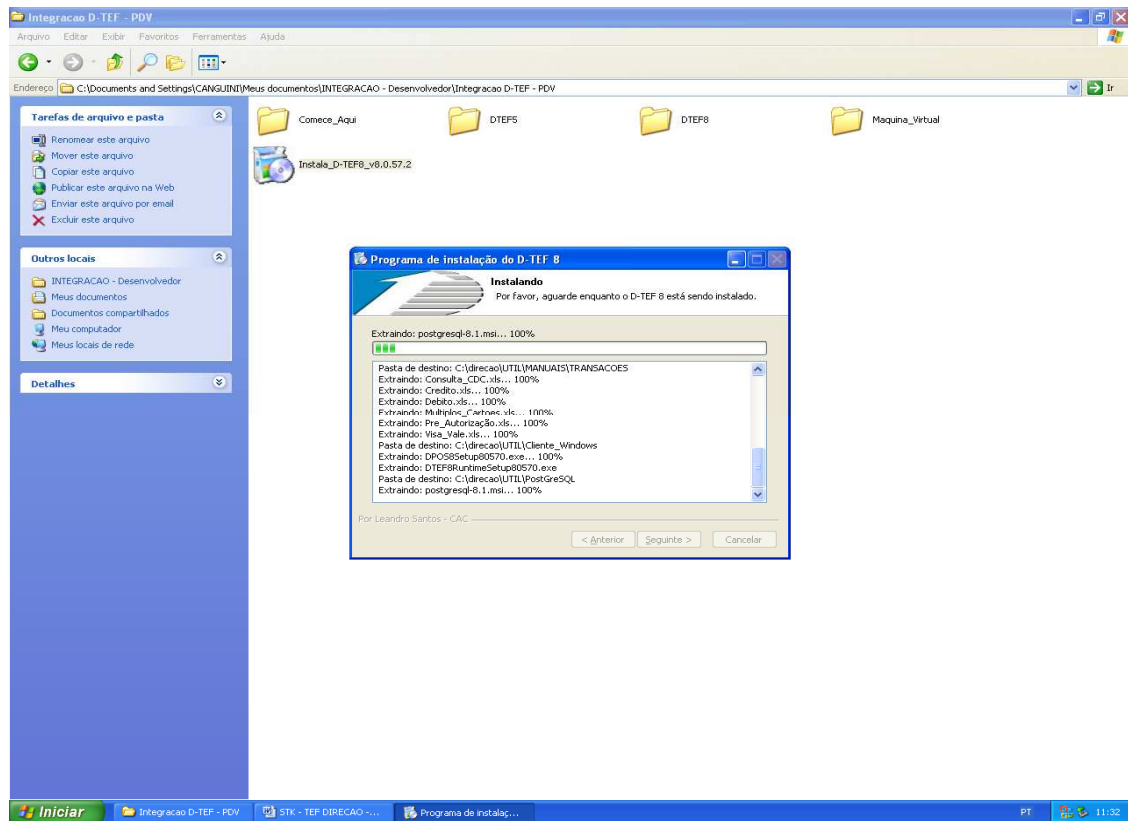 Integracao D-TEF - PDV
Arquivo Editar Exibir Favoritos Ferramentas Ajuda
Endereço C:\Documents and Settings\CANGUINI\Meus documentos\INTEGRACAO - Desenvolvedor\Integracao D-TEF - PDV Ir
Tarefas de arquivo e pasta
Renomear este arquivo
Mover este arquivo
Copiar este arquivo
Publicar este arquivo na Web
Enviar este arquivo por email
Excluir este arquivo
Outros locais
INTEGRACAO - Desenvolvedor
Meus documentos
Documentos compartilhados
Meu computador
Meus locais de rede
Detalhes
Comece_Aqui
DTEF5
DTEF8
Maquina_Virtual
Instala_D-TEF8_v8.0.57.2
Programa de instalação do D-TEF 8
Instalando
Por favor, aguarde enquanto o D-TEF 8 está sendo instalado.
Extraindo: postgresql-8.1.msi... 100%
Pasta de destino: C:\direcao\UTIL\MANUAIS\TRANSACOES
Extraindo: Consulta_CDC.xls... 100%
Extraindo: Credito.xls... 100%
Extraindo: Debito.xls... 100%
Extraindo: Multiplos_Cartoes.xls... 100%
Extraindo: Pre_Autorização.xls... 100%
Extraindo: Visa_Vale.xls... 100%
Pasta de destino: C:\direcao\UTIL\Cliente_Windows
Extraindo: DPOS8Setup80570.exe... 100%
Extraindo: DTEF8RuntimeSetup80570.exe
Pasta de destino: C:\direcao\UTIL\PostGreSQL
Extraindo: postgresql-8.1.msi... 100%
Por Leandro Santos - CAC
< Anterior Seguinte > Cancelar
Iniciar Integracao D-TEF - PDV STK - TEF DIRECAO -... Programa de instalaç... PT 11:32